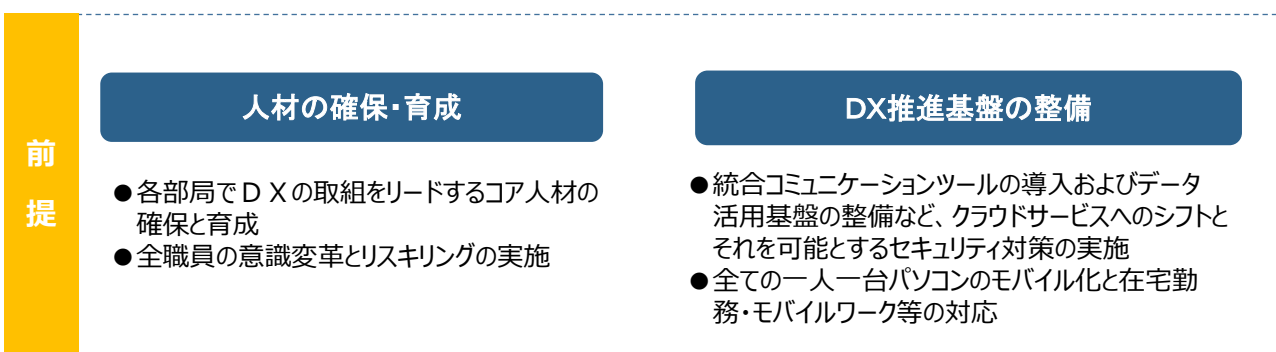 前
提
人材の確保・育成
●各部局でＤＸの取組をリードするコア人材の
確保と育成
●全職員の意識変革とリスキリングの実施
DX推進基盤の整備
●統合コミュニケーションツールの導入およびデータ
活用基盤の整備など、クラウドサービスへのシフトと
それを可能とするセキュリティ対策の実施
●全ての一人一台パソコンのモバイル化と在宅勤
務・モバイルワーク等の対応